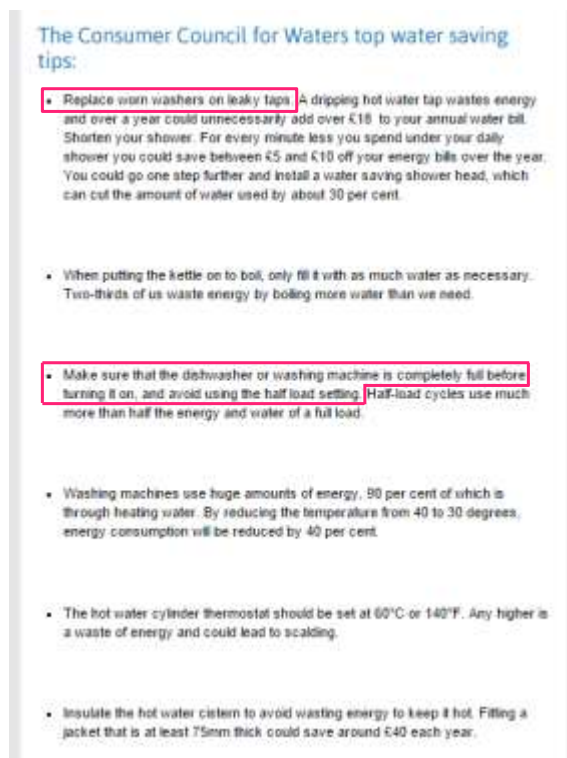 The Consumer Council for Waters top water saving
tips:
• Replace worn washers on leaky taps. A dripping hot water tap wastes energy
and over a year could unnecessarily add over £18 to your annual water bill.
Shorten your shower. For every minute less you spend under your daily
shower you could save between £5 and £10 off your energy bills over the year.
You could go one step further and install a water saving shower head, which
can cut the amount of water used by about 30 per cent.
• When putting the kettle on to boil, only fill it with as much water as necessary.
Two-thirds of us waste energy by boiling more water than we need.
• Make sure that the dishwasher or washing machine is completely full before
turning it on, and avoid using the half load setting. Half-load cycles use much
more than half the energy and water of a full load.
• Washing machines use huge amounts of energy, 90 per cent of which is
through heating water. By reducing the temperature from 40 to 30 degrees,
energy consumption will be reduced by 40 per cent.
• The hot water cylinder thermostat should be set at 60°C or 140°F. Any higher is
a waste of energy and could lead to scalding.
• Insulate the hot water cistern to avoid wasting energy to keep it hot. Fitting a
jacket that is at least 75mm thick could save around £40 each year.